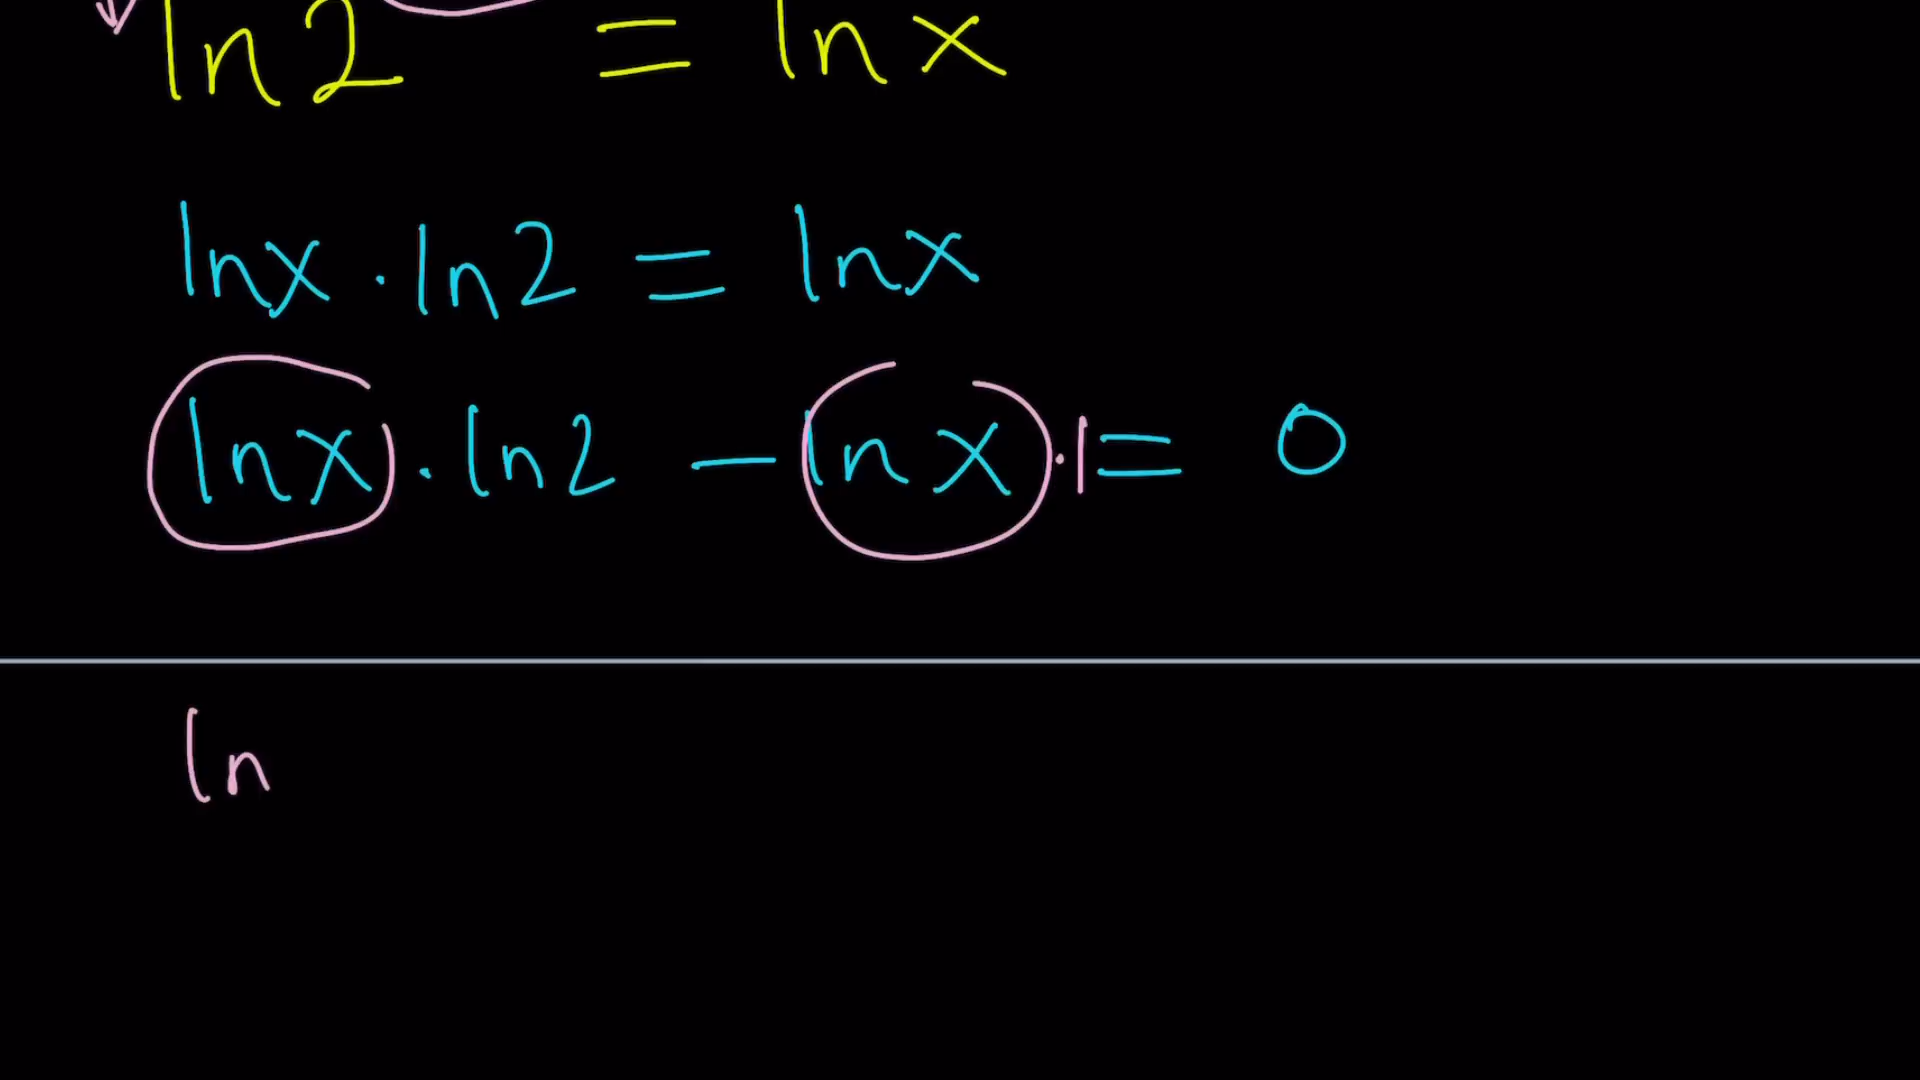 ln2 = lnx
lnx · ln2 = lnx
lnx · ln2 − lnx · 1 = 0
ln